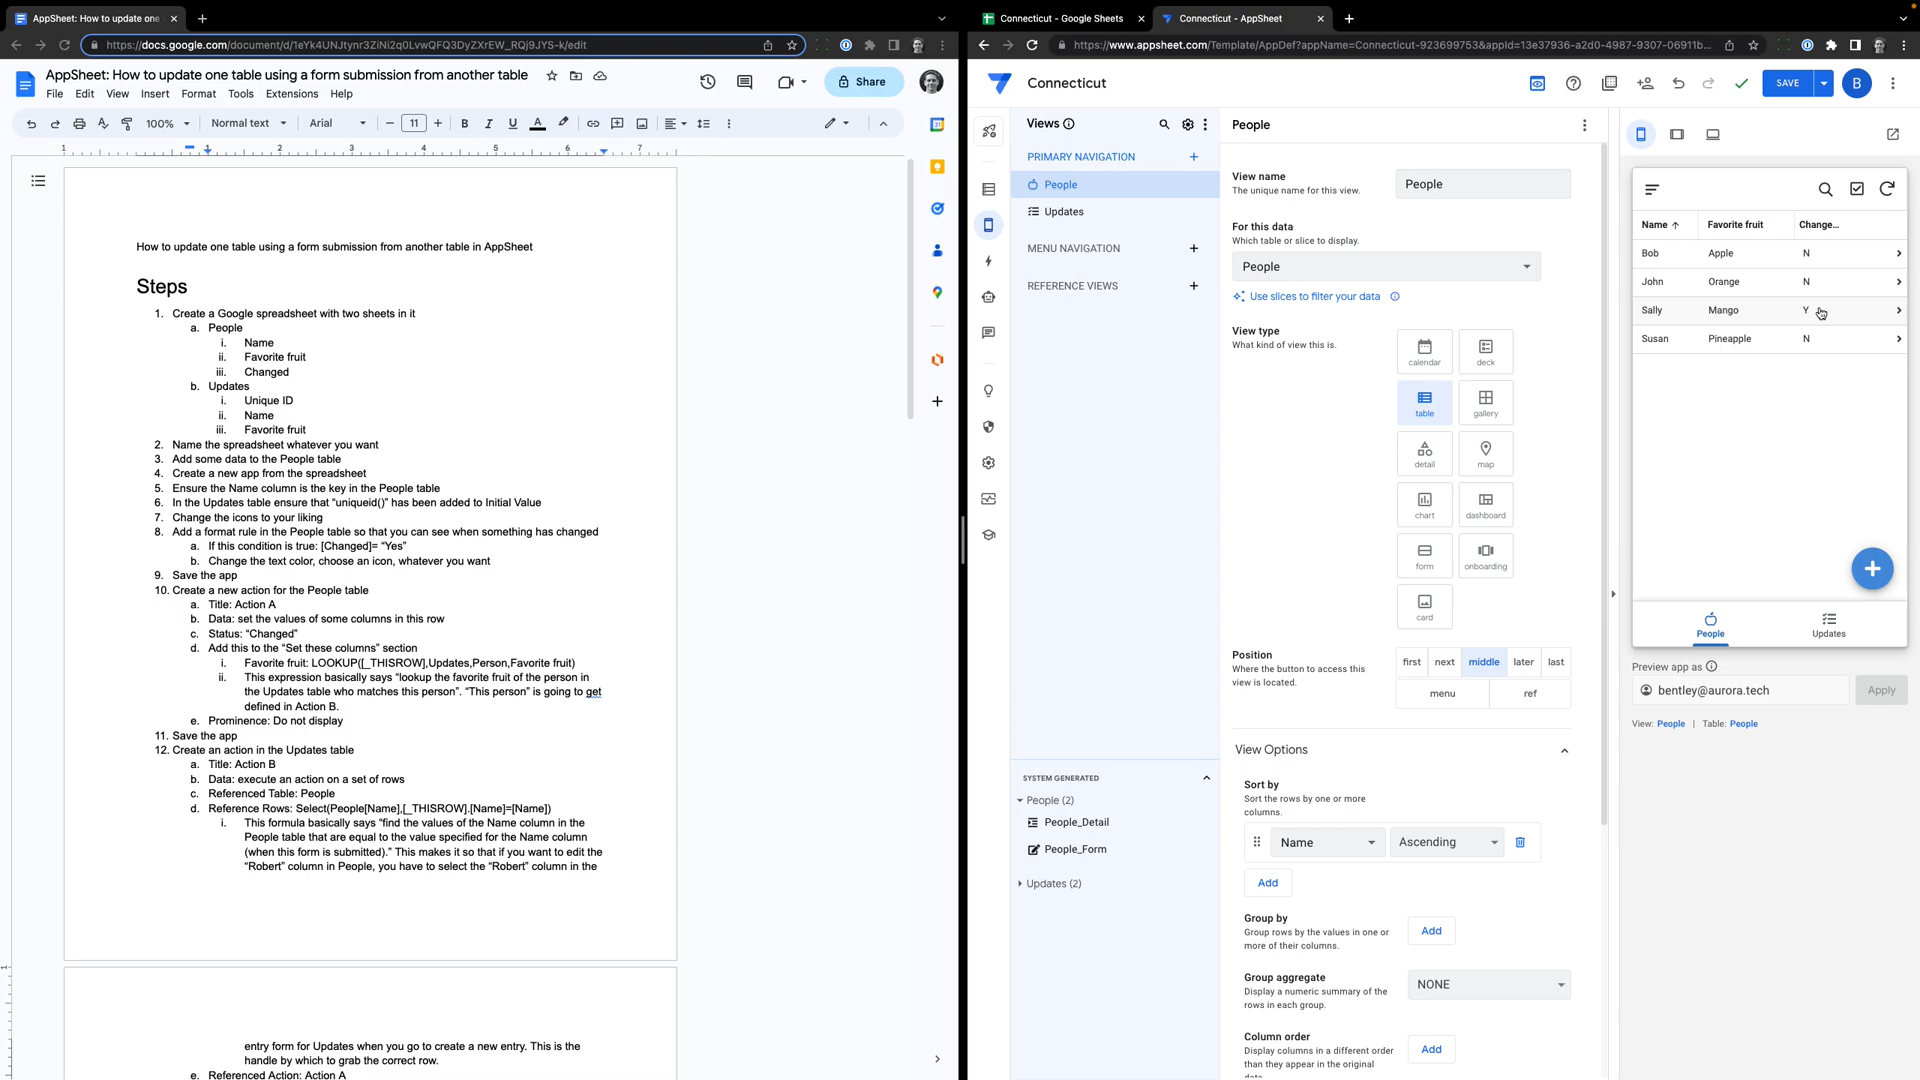 AppSheet: How to update one
Connecticut - Google Sheets
Connecticut - AppSheet
https://docs.google.com/document/d/1eYk4UNJtynr3ZiNi2q0LvwQFQ3DyZXrEW_RQj9JYS-k/edit
https://www.appsheet.com/Template/AppDef?appName=Connecticut-923699753&appId=13e37936-a2d0-4987-9307-06911b...
AppSheet: How to update one table using a form submission from another table
File Edit View Insert Format Tools Extensions Help
Share
100% Normal text Arial 11
1 1 2 3 4 5 6 7
How to update one table using a form submission from another table in AppSheet
Steps
1. Create a Google spreadsheet with two sheets in it
a. People
i. Name
ii. Favorite fruit
iii. Changed
b. Updates
i. Unique ID
ii. Name
iii. Favorite fruit
2. Name the spreadsheet whatever you want
3. Add some data to the People table
4. Create a new app from the spreadsheet
5. Ensure the Name column is the key in the People table
6. In the Updates table ensure that “uniqueid()” has been added to Initial Value
7. Change the icons to your liking
8. Add a format rule in the People table so that you can see when something has changed
a. If this condition is true: [Changed]= “Yes”
b. Change the text color, choose an icon, whatever you want
9. Save the app
10. Create a new action for the People table
a. Title: Action A
b. Data: set the values of some columns in this row
c. Status: “Changed”
d. Add this to the “Set these columns” section
i. Favorite fruit: LOOKUP([_THISROW],Updates,Person,Favorite fruit)
ii. This expression basically says “lookup the favorite fruit of the person in
the Updates table who matches this person”. “This person” is going to get
defined in Action B.
e. Prominence: Do not display
11. Save the app
12. Create an action in the Updates table
a. Title: Action B
b. Data: execute an action on a set of rows
c. Referenced Table: People
d. Reference Rows: Select(People[Name],[_THISROW].[Name]=[Name])
i. This formula basically says “find the values of the Name column in the
People table that are equal to the value specified for the Name column
(when this form is submitted).” This makes it so that if you want to edit the
“Robert” column in People, you have to select the “Robert” column in the
entry form for Updates when you go to create a new entry. This is the
handle by which to grab the correct row.
e. Referenced Action: Action A
Connecticut
SAVE
B
Views
PRIMARY NAVIGATION
People
Updates
MENU NAVIGATION
REFERENCE VIEWS
SYSTEM GENERATED
People (2)
People_Detail
People_Form
Updates (2)
People
View name
The unique name for this view.
People
For this data
Which table or slice to display.
People
Use slices to filter your data
View type
What kind of view this is.
calendar deck
table gallery
detail map
chart dashboard
form onboarding
card
Position
Where the button to access this
view is located.
first next middle later last
menu ref
View Options
Sort by
Sort the rows by one or more
columns.
Name Ascending
Add
Group by
Group rows by the values in one or
more of their columns.
Add
Group aggregate
Display a numeric summary of the
rows in each group.
NONE
Column order
Display columns in a different order
than they appear in the original
data.
Add
Name Favorite fruit Change...
Bob Apple N
John Orange N
Sally Mango Y
Susan Pineapple N
People Updates
Preview app as
bentley@aurora.tech Apply
View: People | Table: People